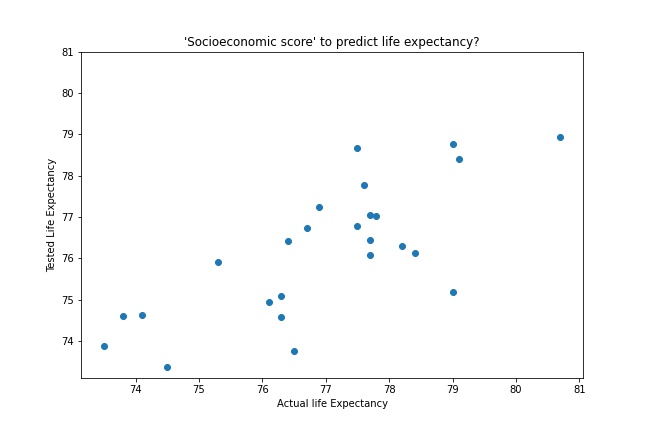 'Socioeconomic score' to predict life expectancy?
81
80
79
78
77
76
75
74
Tested Life Expectancy
74 75 76 77 78 79 80 81
Actual life Expectancy